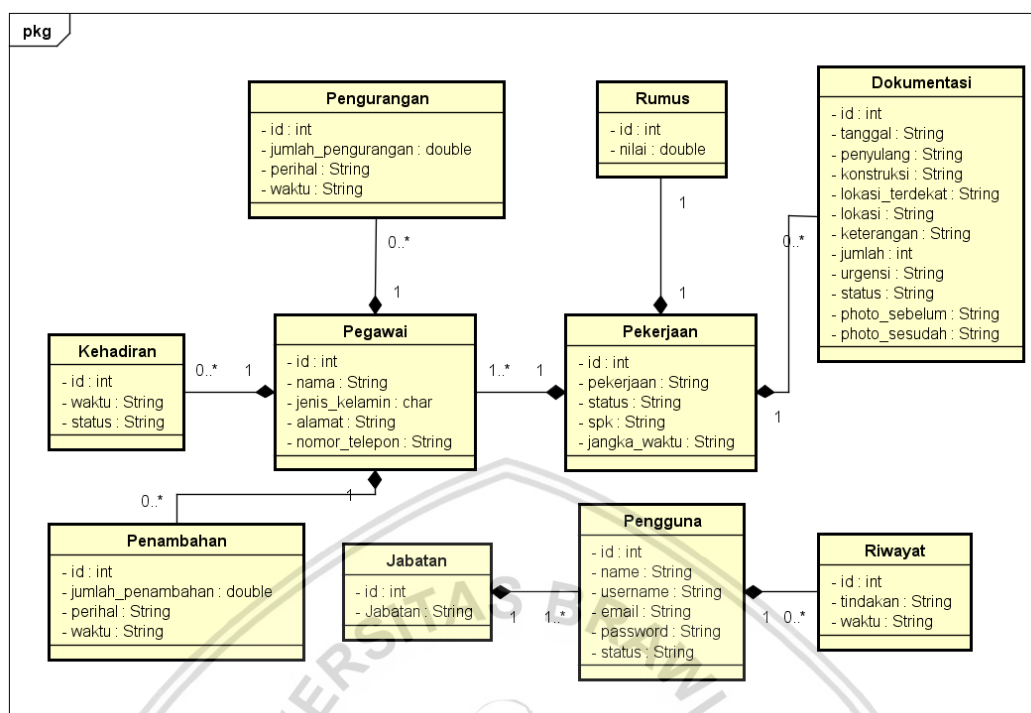 pkg
Pengurangan
- id : int
- jumlah_pengurangan : double
- perihal : String
- waktu : String
0..*
1
Rumus
- id : int
- nilai : double
1
1
Dokumentasi
- id : int
- tanggal : String
- penyulang : String
- konstruksi : String
- lokasi_terdekat : String
- lokasi : String
- keterangan : String
- jumlah : int
- urgensi : String
- status : String
- photo_sebelum : String
- photo_sesudah : String
0..*
1
Kehadiran
- id : int
- waktu : String
- status : String
0..*
1
Pegawai
- id : int
- nama : String
- jenis_kelamin : char
- alamat : String
- nomor_telepon : String
1..*
1
Pekerjaan
- id : int
- pekerjaan : String
- status : String
- spk : String
- jangka_waktu : String
0..*
1
Penambahan
- id : int
- jumlah_penambahan : double
- perihal : String
- waktu : String
Jabatan
- id : int
- Jabatan : String
1
1..*
Pengguna
- id : int
- name : String
- username : String
- email : String
- password : String
- status : String
1
0..*
Riwayat
- id : int
- tindakan : String
- waktu : String